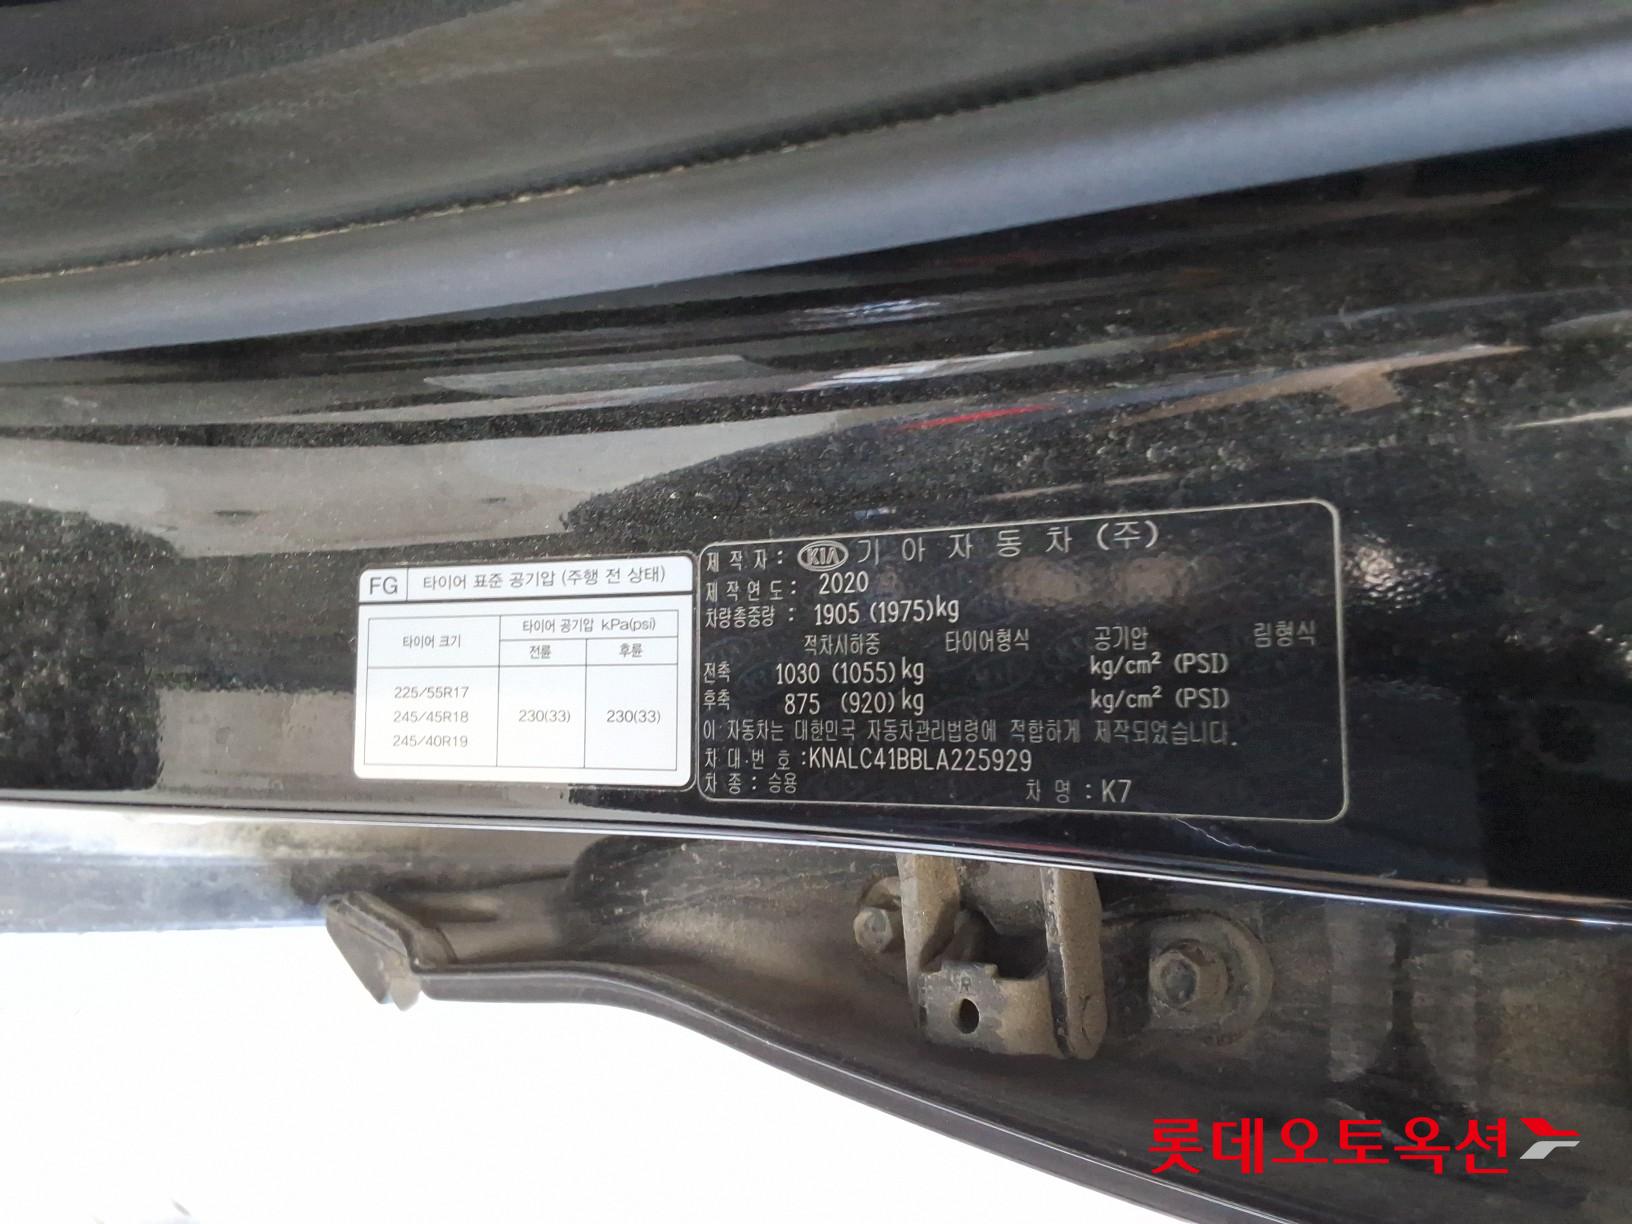 FG 타이어 표준 공기압 (주행 전 상태)
타이어 크기 타이어 공기압 kPa(psi)
전륜 후륜
225/55R17
245/45R18 230(33) 230(33)
245/40R19
제작자 : KIA 기아자동차(주)
제작연도 : 2020
차량총중량 : 1905 (1975)kg
적차시하중 타이어형식 공기압 림형식
전축 1030 (1055)kg kg/cm² (PSI)
후축 875 (920)kg kg/cm² (PSI)
이 자동차는 대한민국 자동차관리법령에 적합하게 제작되었습니다.
차대번호 :KNALC41BBLA225929
차종 : 승용 차명 : K7
R
롯데오토옥션